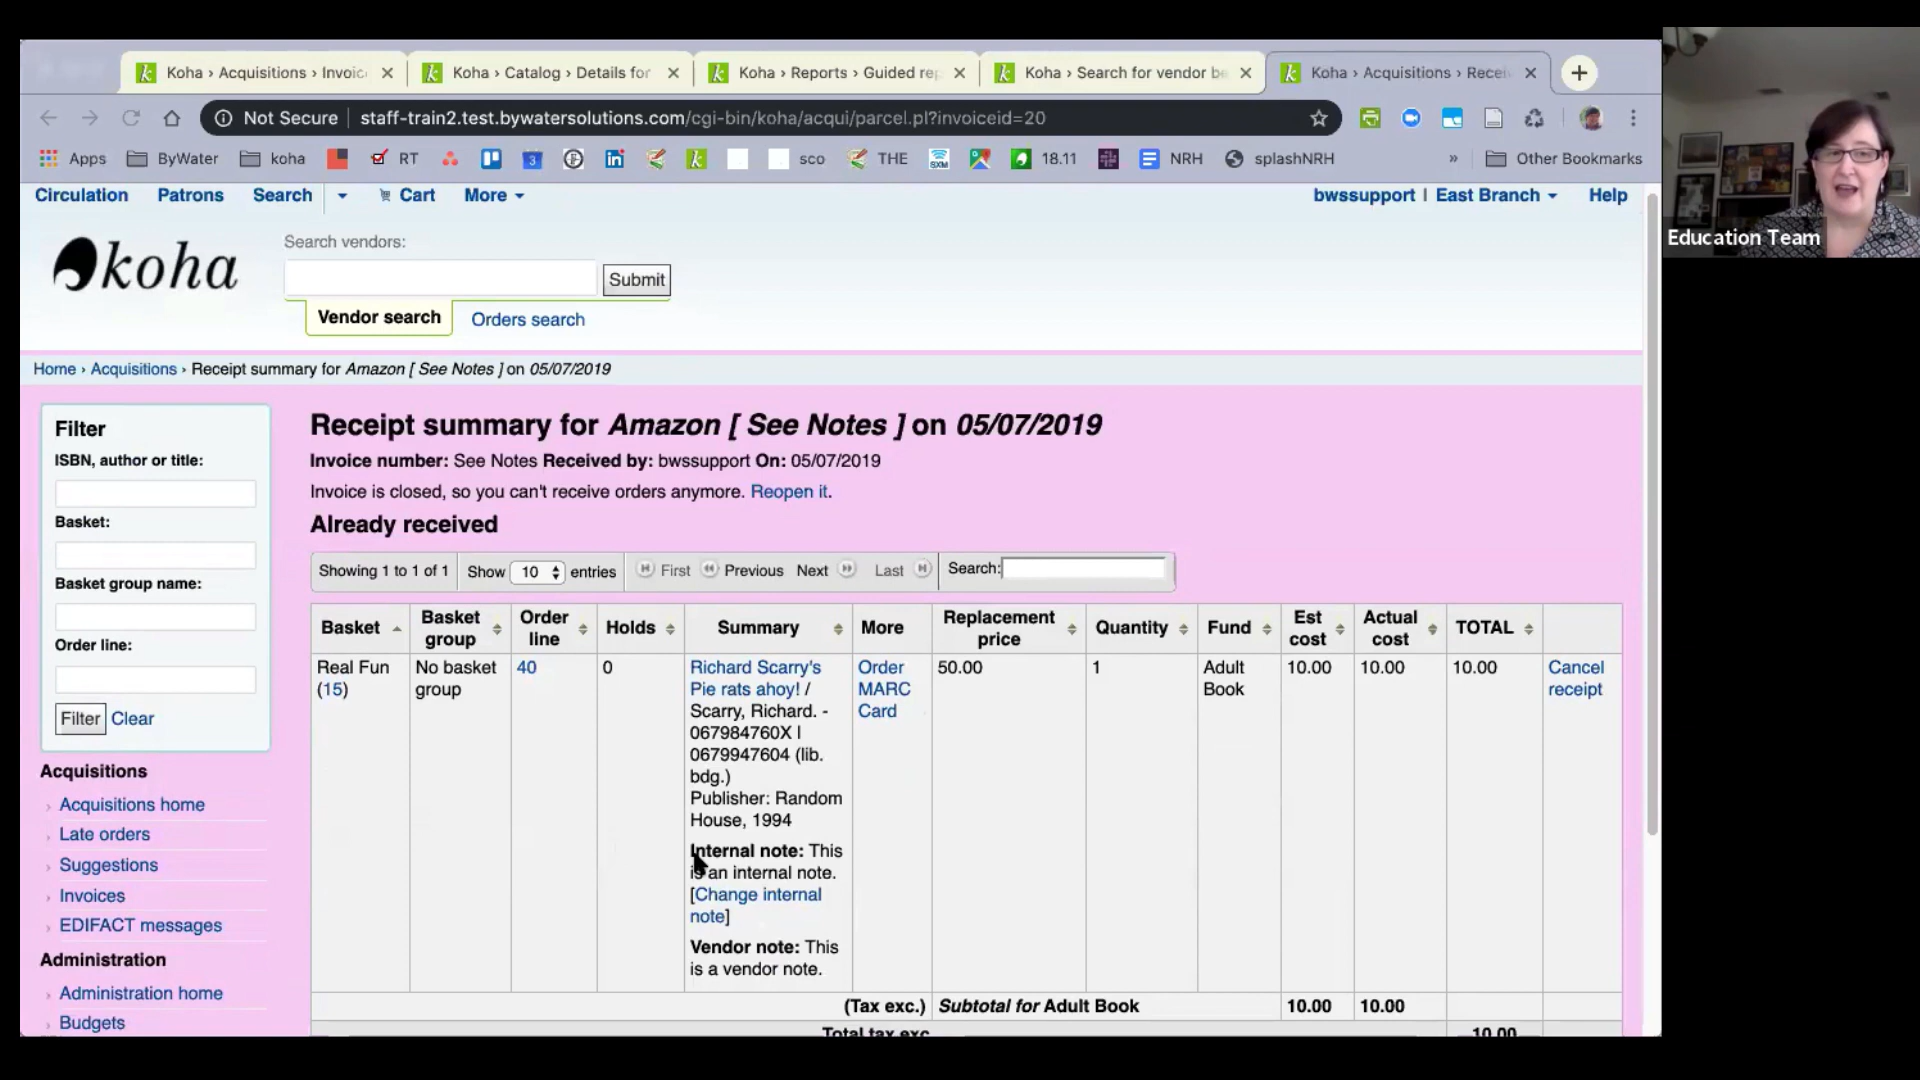 Koha › Acquisitions › Invoic
Koha › Catalog › Details for
Koha › Reports › Guided rep
Koha › Search for vendor be
Koha › Acquisitions › Recei
Not Secure
staff-train2.test.bywatersolutions.com/cgi-bin/koha/acqui/parcel.pl?invoiceid=20
Apps
ByWater
koha
RT
sco
THE
18.11
NRH
splashNRH
»
Other Bookmarks
Circulation
Patrons
Search
Cart
More
bwssupport | East Branch
Help
koha
Search vendors:
Submit
Vendor search
Orders search
Education Team
Home › Acquisitions › Receipt summary for Amazon [ See Notes ] on 05/07/2019
Filter
ISBN, author or title:
Basket:
Basket group name:
Order line:
Filter Clear
Acquisitions
Acquisitions home
Late orders
Suggestions
Invoices
EDIFACT messages
Administration
Administration home
Budgets
Receipt summary for Amazon [ See Notes ] on 05/07/2019
Invoice number: See Notes Received by: bwssupport On: 05/07/2019
Invoice is closed, so you can't receive orders anymore. Reopen it.
Already received
Showing 1 to 1 of 1
Show 10 entries
First Previous Next Last
Search:
Basket
Basket group
Order line
Holds
Summary
More
Replacement price
Quantity
Fund
Est cost
Actual cost
TOTAL
Real Fun
(15)
No basket
group
40
0
Richard Scarry's
Pie rats ahoy! /
Scarry, Richard. -
067984760X |
0679947604 (lib.
bdg.)
Publisher: Random
House, 1994
Internal note: This
is an internal note.
[Change internal
note]
Vendor note: This
is a vendor note.
Order
MARC
Card
50.00
1
Adult
Book
10.00
10.00
10.00
Cancel
receipt
(Tax exc.) Subtotal for Adult Book 10.00 10.00
Total tax exc. 10.00